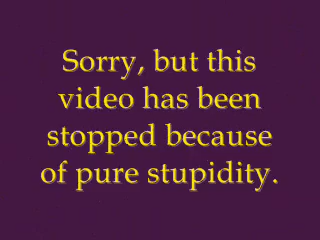 Sorry, but this
video has been
stopped because
of pure stupidity.